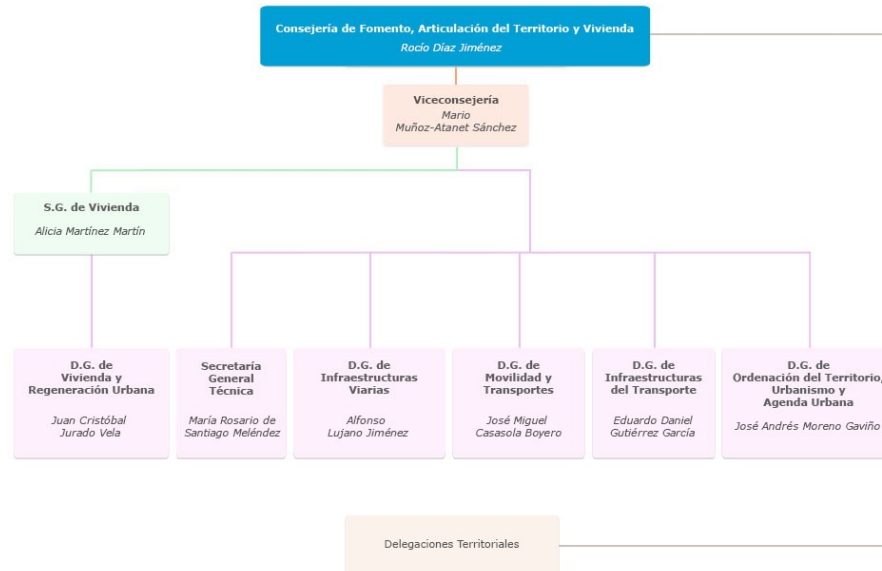 Consejería de Fomento, Articulación del Territorio y Vivienda
Rocío Díaz Jiménez
Viceconsejería
Mario
Muñoz-Atanet Sánchez
S.G. de Vivienda
Alicia Martínez Martín
D.G. de
Vivienda y
Regeneración Urbana
Juan Cristóbal
Jurado Vela
Secretaría
General
Técnica
María Rosario de
Santiago Meléndez
D.G. de
Infraestructuras
Viarias
Alfonso
Lujano Jiménez
D.G. de
Movilidad y
Transportes
José Miguel
Casasola Boyero
D.G. de
Infraestructuras
del Transporte
Eduardo Daniel
Gutiérrez García
D.G. de
Ordenación del Territorio,
Urbanismo y
Agenda Urbana
José Andrés Moreno Gaviño
Delegaciones Territoriales